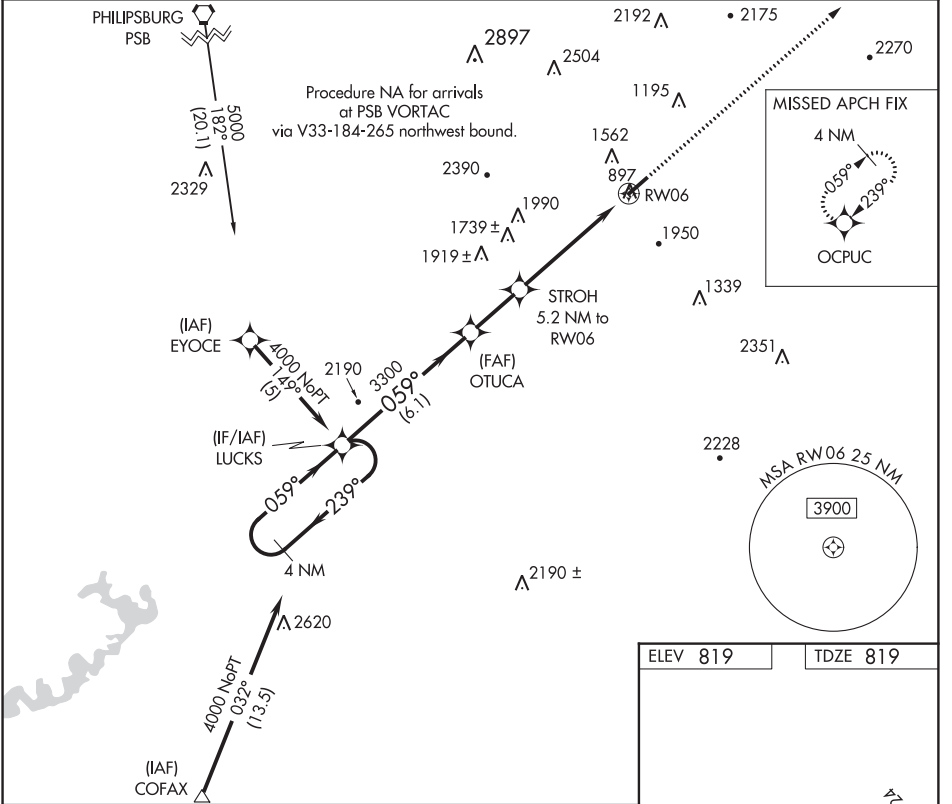 PHILIPSBURG
PSB
5000
182°
(20.1)
2329
2897
2504
2192
2175
2270
1195
Procedure NA for arrivals
at PSB VORTAC
via V33-184-265 northwest bound.
MISSED APCH FIX
4 NM
059°
239°
OCPUC
1562
897
RW06
2390
1990
1739 ±
1919 ±
1950
1339
STROH
5.2 NM to
RW06
2351
(IAF)
EYOCE
4000 NoPT
149°
(5)
2190
3300
059°
(6.1)
(FAF)
OTUCA
(IF/IAF)
LUCKS
059°
239°
4 NM
2228
MSA RW06 25 NM
3900
2190 ±
2620
4000 NoPT
032°
(13.5)
(IAF)
COFAX
ELEV 819
TDZE 819
24